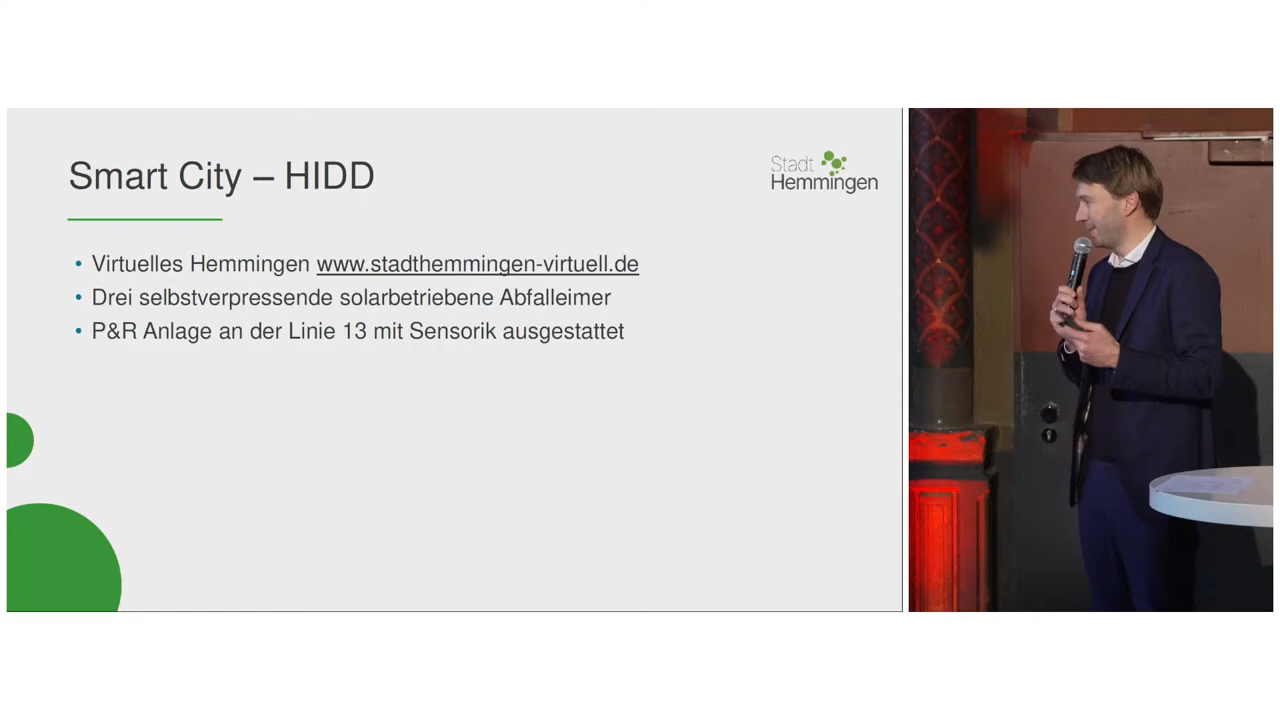 Smart City – HIDD
Stadt
Hemmingen
• Virtuelles Hemmingen www.stadthemmingen-virtuell.de
• Drei selbstverpressende solarbetriebene Abfalleimer
• P&R Anlage an der Linie 13 mit Sensorik ausgestattet